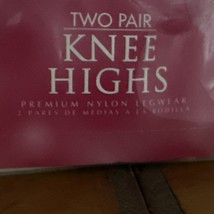 TWO PAIR
KNEE
HIGHS
PREMIUM NYLON LEGWEAR
2 PARES DE MEDIAS A LA RODILLA